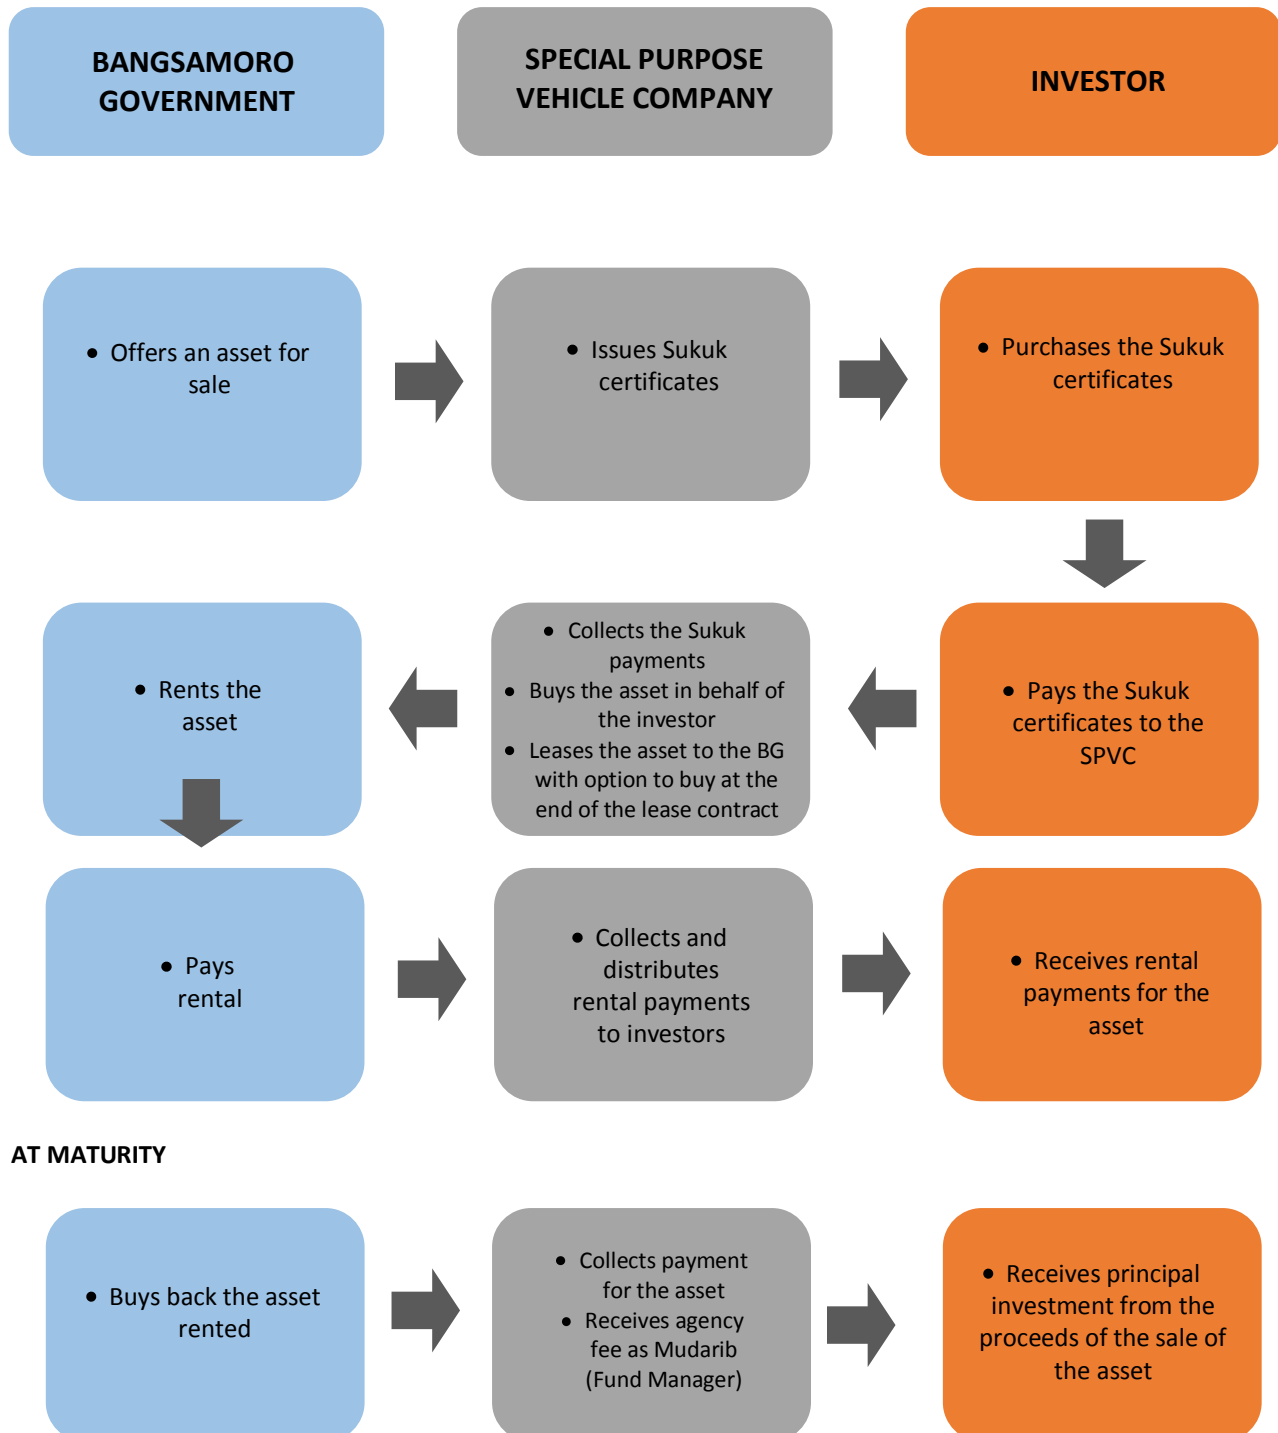 BANGSAMORO
GOVERNMENT
SPECIAL PURPOSE
VEHICLE COMPANY
INVESTOR
• Offers an asset for
sale
• Issues Sukuk
certificates
• Purchases the Sukuk
certificates
• Rents the
asset
• Collects the Sukuk
payments
• Buys the asset in behalf of
the investor
• Leases the asset to the BG
with option to buy at the
end of the lease contract
• Pays the Sukuk
certificates to the
SPVC
• Pays
rental
• Collects and
distributes
rental payments
to investors
• Receives rental
payments for the
asset
AT MATURITY
• Buys back the asset
rented
• Collects payment
for the asset
• Receives agency
fee as Mudarib
(Fund Manager)
• Receives principal
investment from the
proceeds of the sale of
the asset